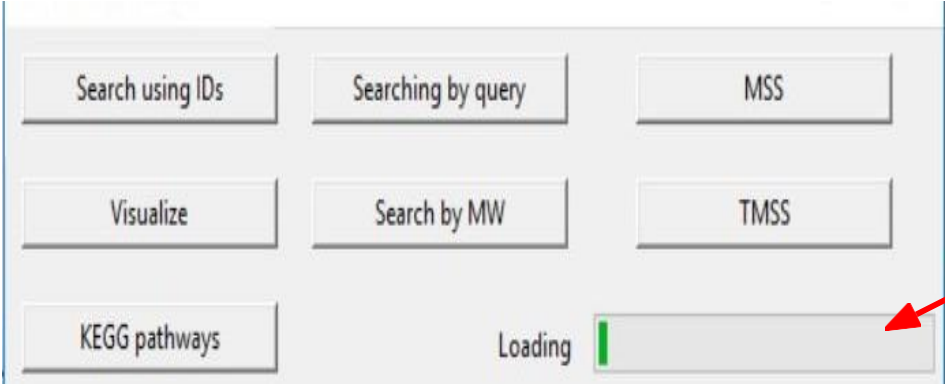 Search using IDs
Searching by query
MSS
Visualize
Search by MW
TMSS
KEGG pathways
Loading